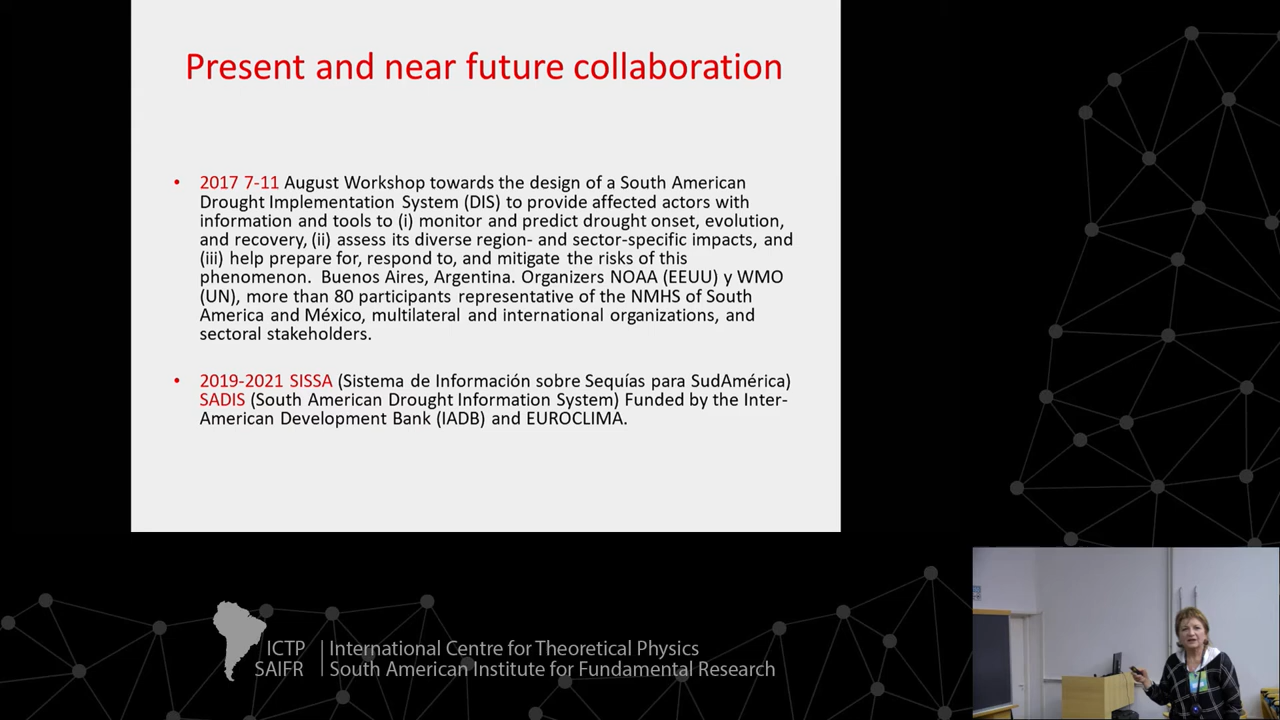 Present and near future collaboration
• 2017 7-11 August Workshop towards the design of a South American
Drought Implementation System (DIS) to provide affected actors with
information and tools to (i) monitor and predict drought onset, evolution,
and recovery, (ii) assess its diverse region- and sector-specific impacts, and
(iii) help prepare for, respond to, and mitigate the risks of this
phenomenon. Buenos Aires, Argentina. Organizers NOAA (EEUU) y WMO
(UN), more than 80 participants representative of the NMHS of South
America and México, multilateral and international organizations, and
sectoral stakeholders.
• 2019-2021 SISSA (Sistema de Información sobre Sequías para SudAmérica)
SADIS (South American Drought Information System) Funded by the Inter-
American Development Bank (IADB) and EUROCLIMA.
ICTP | International Centre for Theoretical Physics
SAIFR | South American Institute for Fundamental Research